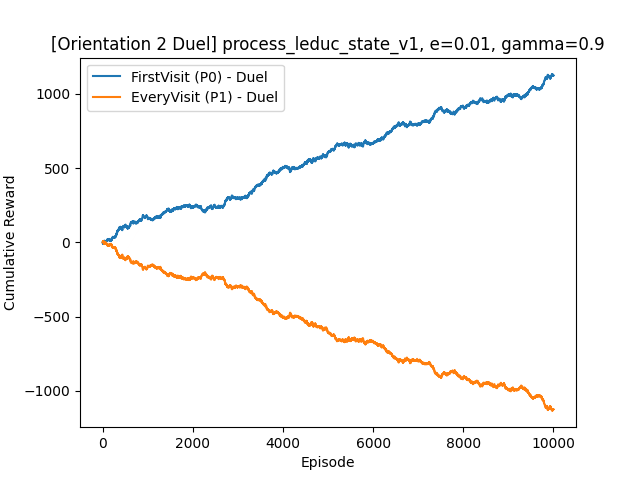 [Orientation 2 Duel] process_leduc_state_v1, e=0.01, gamma=0.9
FirstVisit (P0) - Duel
EveryVisit (P1) - Duel
1000
500
0
−500
−1000
Cumulative Reward
0 2000 4000 6000 8000 10000
Episode